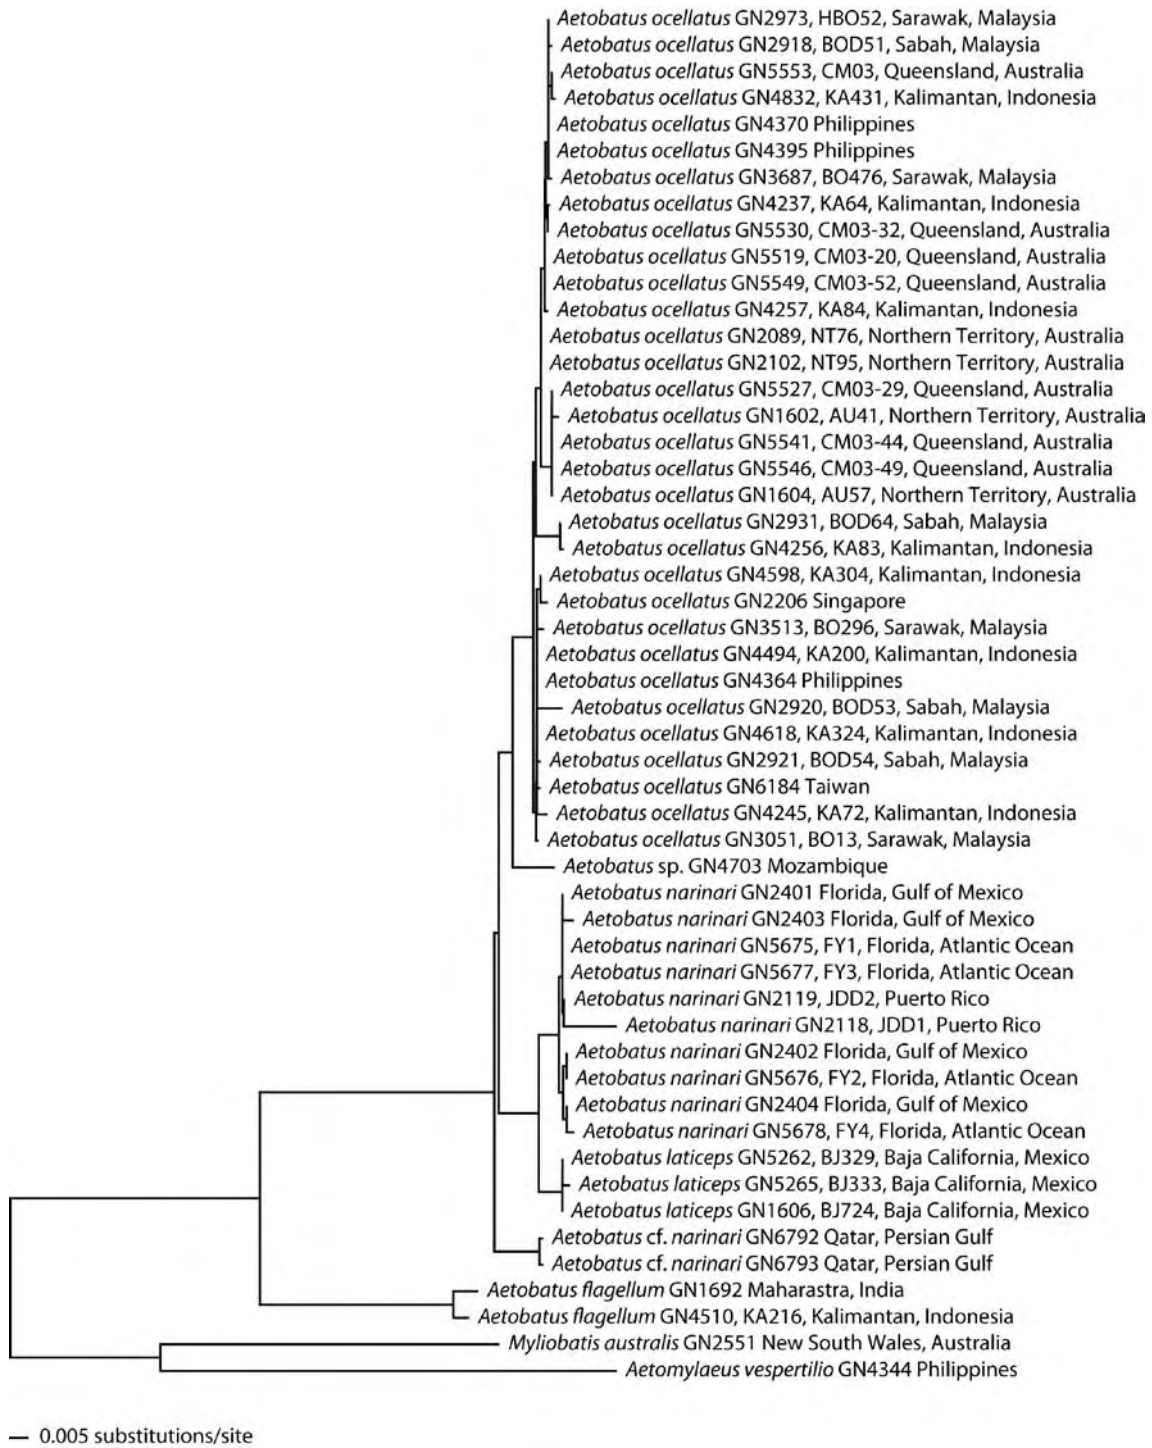 Aetobatus ocellatus GN2973, HBO52, Sarawak, Malaysia
Aetobatus ocellatus GN2918, BOD51, Sabah, Malaysia
Aetobatus ocellatus GN5553, CM03, Queensland, Australia
Aetobatus ocellatus GN4832, KA431, Kalimantan, Indonesia
Aetobatus ocellatus GN4370 Philippines
Aetobatus ocellatus GN4395 Philippines
Aetobatus ocellatus GN3687, BO476, Sarawak, Malaysia
Aetobatus ocellatus GN4237, KA64, Kalimantan, Indonesia
Aetobatus ocellatus GN5530, CM03-32, Queensland, Australia
Aetobatus ocellatus GN5519, CM03-20, Queensland, Australia
Aetobatus ocellatus GN5549, CM03-52, Queensland, Australia
Aetobatus ocellatus GN4257, KA84, Kalimantan, Indonesia
Aetobatus ocellatus GN2089, NT76, Northern Territory, Australia
Aetobatus ocellatus GN2102, NT95, Northern Territory, Australia
Aetobatus ocellatus GN5527, CM03-29, Queensland, Australia
Aetobatus ocellatus GN1602, AU41, Northern Territory, Australia
Aetobatus ocellatus GN5541, CM03-44, Queensland, Australia
Aetobatus ocellatus GN5546, CM03-49, Queensland, Australia
Aetobatus ocellatus GN1604, AU57, Northern Territory, Australia
Aetobatus ocellatus GN2931, BOD64, Sabah, Malaysia
Aetobatus ocellatus GN4256, KA83, Kalimantan, Indonesia
Aetobatus ocellatus GN4598, KA304, Kalimantan, Indonesia
Aetobatus ocellatus GN2206 Singapore
Aetobatus ocellatus GN3513, BO296, Sarawak, Malaysia
Aetobatus ocellatus GN4494, KA200, Kalimantan, Indonesia
Aetobatus ocellatus GN4364 Philippines
Aetobatus ocellatus GN2920, BOD53, Sabah, Malaysia
Aetobatus ocellatus GN4618, KA324, Kalimantan, Indonesia
Aetobatus ocellatus GN2921, BOD54, Sabah, Malaysia
Aetobatus ocellatus GN6184 Taiwan
Aetobatus ocellatus GN4245, KA72, Kalimantan, Indonesia
Aetobatus ocellatus GN3051, BO13, Sarawak, Malaysia
Aetobatus sp. GN4703 Mozambique
Aetobatus narinari GN2401 Florida, Gulf of Mexico
Aetobatus narinari GN2403 Florida, Gulf of Mexico
Aetobatus narinari GN5675, FY1, Florida, Atlantic Ocean
Aetobatus narinari GN5677, FY3, Florida, Atlantic Ocean
Aetobatus narinari GN2119, JDD2, Puerto Rico
Aetobatus narinari GN2118, JDD1, Puerto Rico
Aetobatus narinari GN2402 Florida, Gulf of Mexico
Aetobatus narinari GN5676, FY2, Florida, Atlantic Ocean
Aetobatus narinari GN2404 Florida, Gulf of Mexico
Aetobatus narinari GN5678, FY4, Florida, Atlantic Ocean
Aetobatus laticeps GN5262, BJ329, Baja California, Mexico
Aetobatus laticeps GN5265, BJ333, Baja California, Mexico
Aetobatus laticeps GN1606, BJ724, Baja California, Mexico
Aetobatus cf. narinari GN6792 Qatar, Persian Gulf
Aetobatus cf. narinari GN6793 Qatar, Persian Gulf
Aetobatus flagellum GN1692 Maharastra, India
Aetobatus flagellum GN4510, KA216, Kalimantan, Indonesia
Myliobatis australis GN2551 New South Wales, Australia
Aetomylaeus vespertilio GN4344 Philippines
0.005 substitutions/site